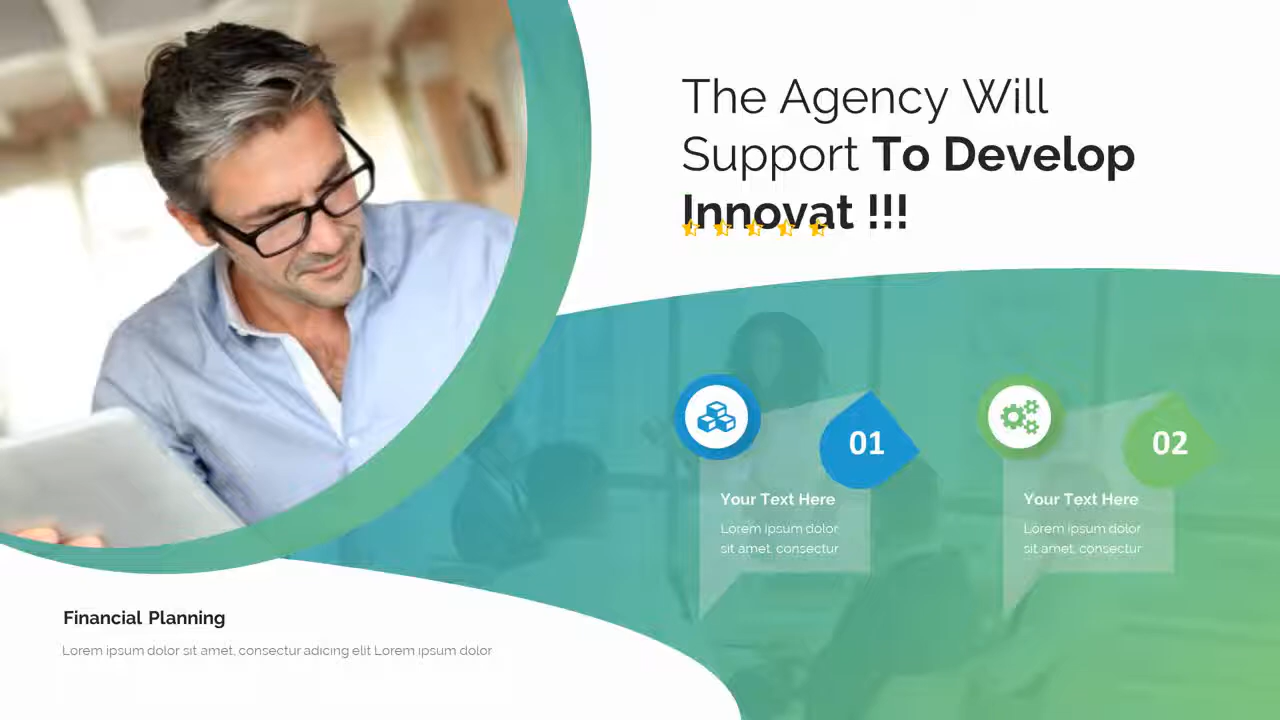 The Agency Will
Support To Develop
Innovat !!!
01
02
Your Text Here
Lorem ipsum dolor
sit amet, consectur
Your Text Here
Lorem ipsum dolor
sit amet, consectur
Financial Planning
Lorem ipsum dolor sit amet, consectur adicing elit Lorem ipsum dolor